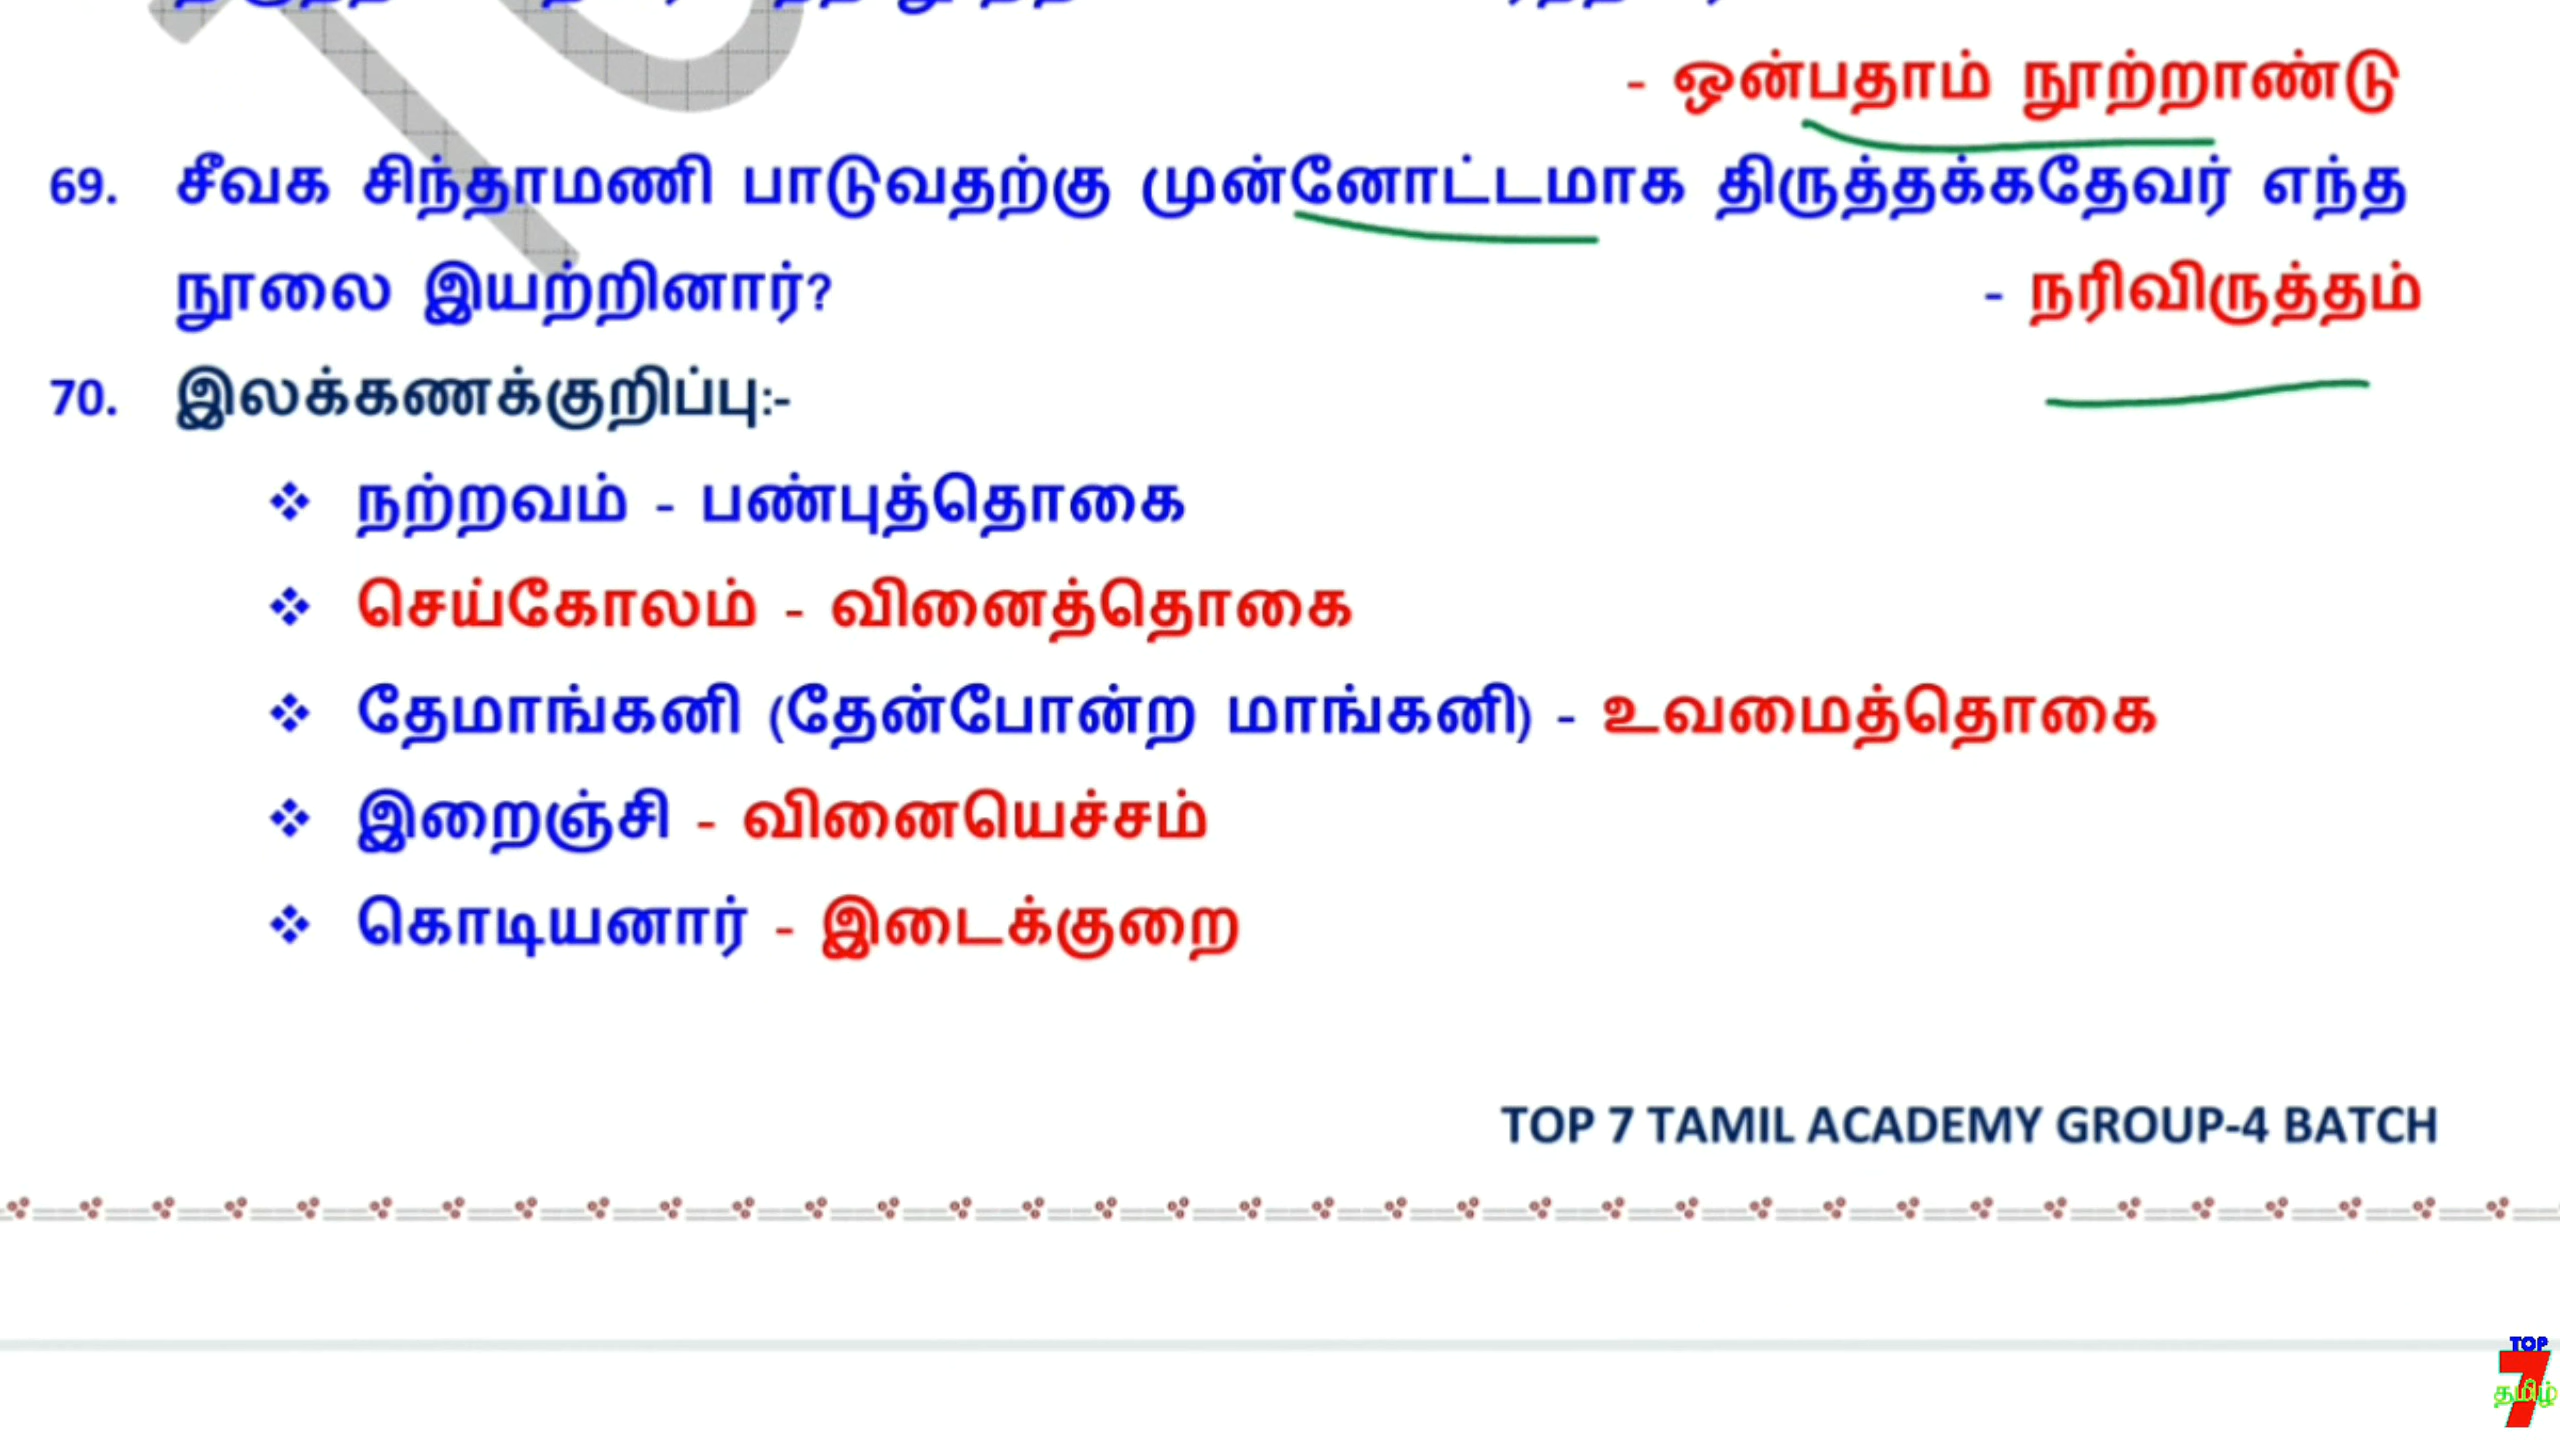 - ஒன்பதாம் நூற்றாண்டு
69. சீவக சிந்தாமணி பாடுவதற்கு முன்னோட்டமாக திருத்தக்கதேவர் எந்த
நூலை இயற்றினார்? - நரிவிருத்தம்
70. இலக்கணக்குறிப்பு:-
❖ நற்றவம் - பண்புத்தொகை
❖ செய்கோலம் - வினைத்தொகை
❖ தேமாங்கனி (தேன்போன்ற மாங்கனி) - உவமைத்தொகை
❖ இறைஞ்சி - வினையெச்சம்
❖ கொடியனார் - இடைக்குறை
TOP 7 TAMIL ACADEMY GROUP-4 BATCH
TOP
7
தமிழ்